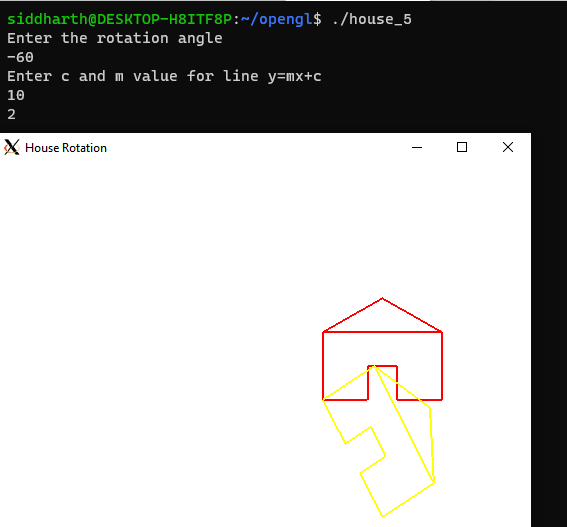 siddharth@DESKTOP-H8ITF8P:~/opengl$ ./house_5
Enter the rotation angle
-60
Enter c and m value for line y=mx+c
10
2
House Rotation